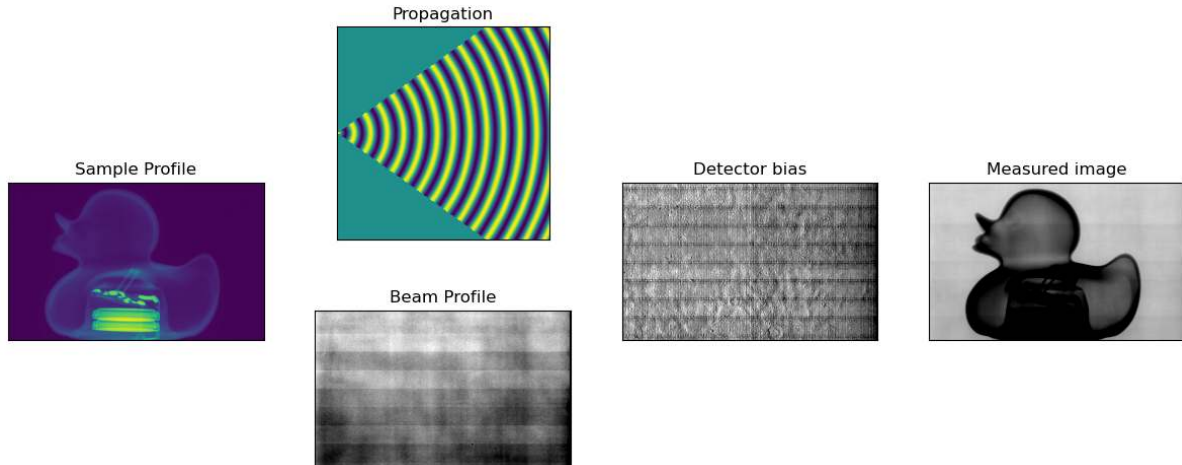 Propagation
Sample Profile
Detector bias
Measured image
Beam Profile